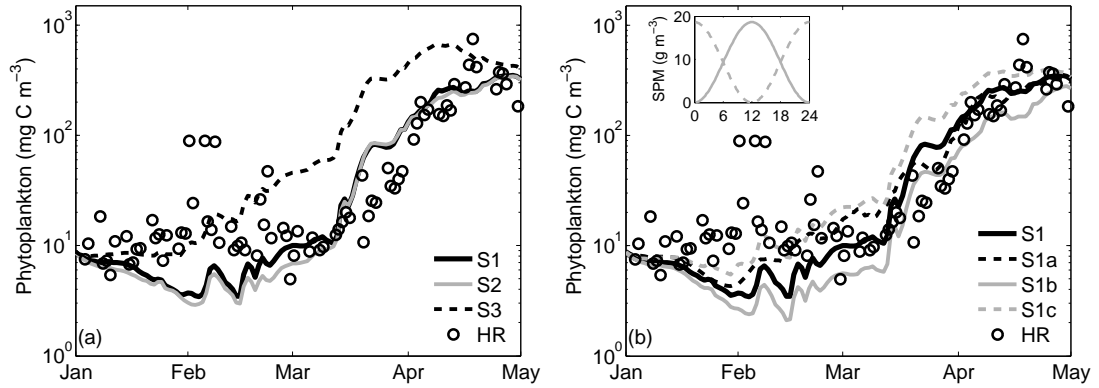 Phytoplankton (mg C m⁻³)
10³
10²
10¹
10⁰
Jan Feb Mar Apr May
(a)
S1
S2
S3
HR
Phytoplankton (mg C m⁻³)
10³
10²
10¹
10⁰
Jan Feb Mar Apr May
(b)
SPM (g m⁻³)
20
10
0
0 6 12 18 24
S1
S1a
S1b
S1c
HR